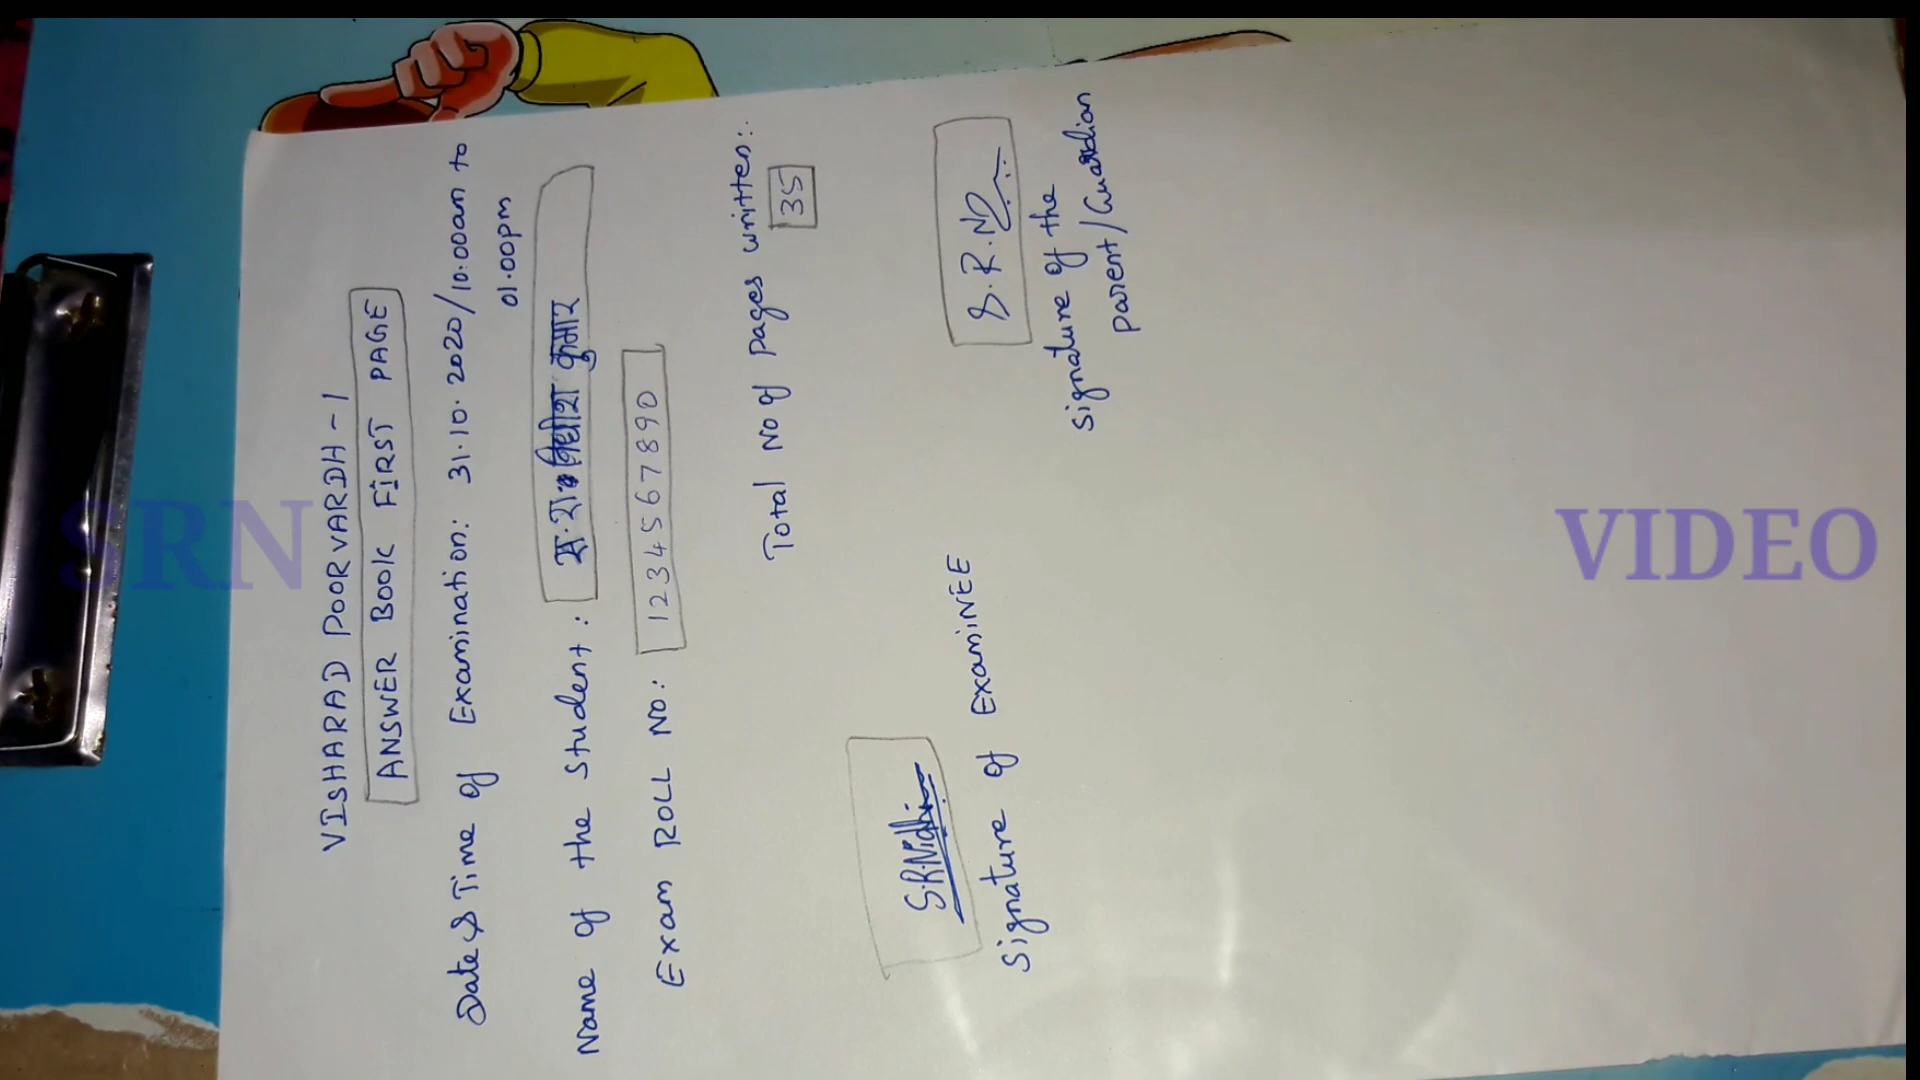 VISHARAD POORVARDH-1
ANSWER BOOK FIRST PAGE
Date & Time of Examination: 31.10.2020/10.00am to
01.00pm
Name of the Student: स.रा.निधीश कुमार
Exam ROLL No: 1234567890
Total No of pages written:.
35
S.R.Nidhi
Signature of EXAMINEE
S.R.N
Signature of the
parent/Guardian
SRN VIDEO